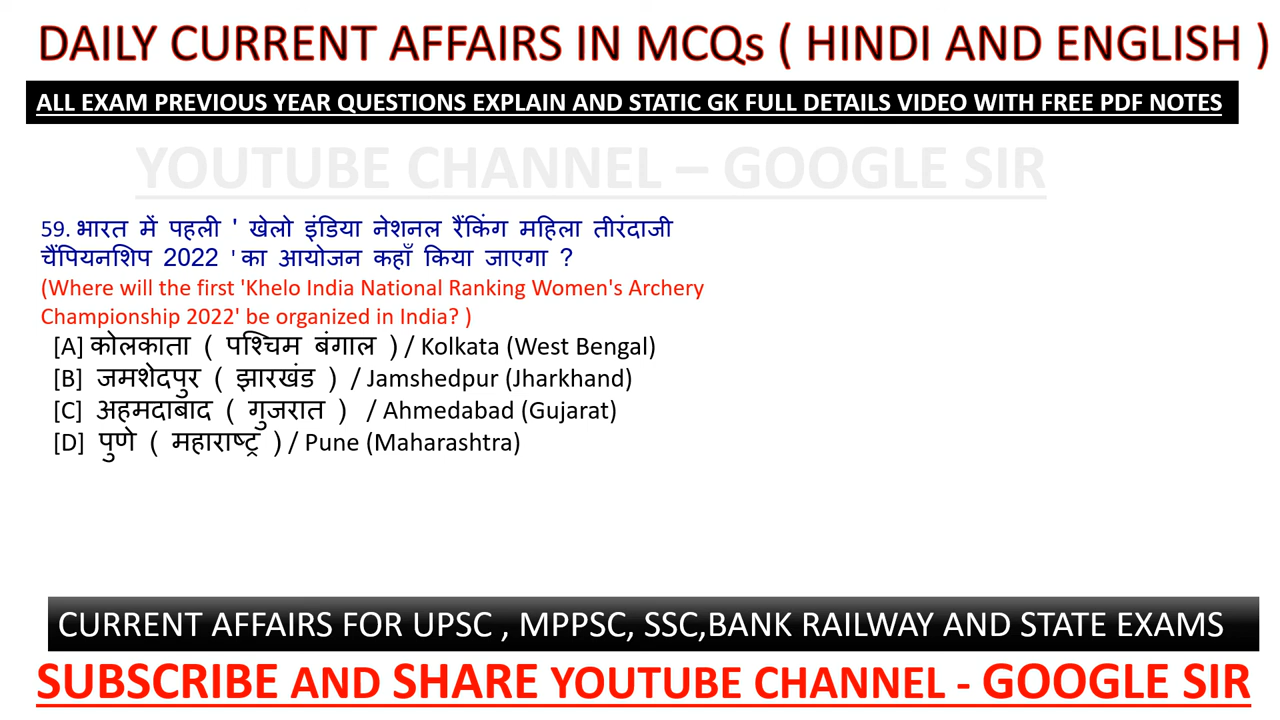 DAILY CURRENT AFFAIRS IN MCQs ( HINDI AND ENGLISH )
ALL EXAM PREVIOUS YEAR QUESTIONS EXPLAIN AND STATIC GK FULL DETAILS VIDEO WITH FREE PDF NOTES
YOUTUBE CHANNEL – GOOGLE SIR
59. भारत में पहली ' खेलो इंडिया नेशनल रैंकिंग महिला तीरंदाजी
चैंपियनशिप 2022 ' का आयोजन कहाँ किया जाएगा ?
(Where will the first 'Khelo India National Ranking Women's Archery
Championship 2022' be organized in India? )
[A] कोलकाता ( पश्चिम बंगाल ) / Kolkata (West Bengal)
[B] जमशेदपुर ( झारखंड ) / Jamshedpur (Jharkhand)
[C] अहमदाबाद ( गुजरात ) / Ahmedabad (Gujarat)
[D] पुणे ( महाराष्ट्र ) / Pune (Maharashtra)
CURRENT AFFAIRS FOR UPSC , MPPSC, SSC,BANK RAILWAY AND STATE EXAMS
SUBSCRIBE AND SHARE YOUTUBE CHANNEL - GOOGLE SIR